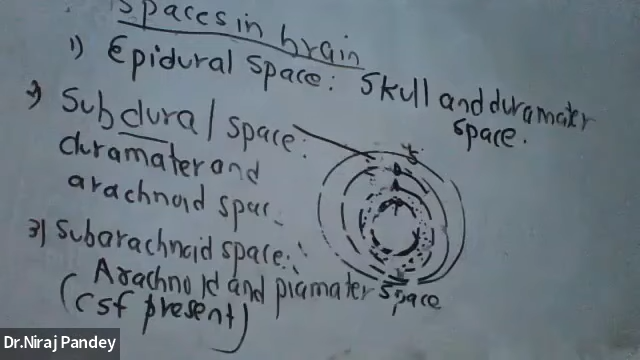 Spaces in brain
1) Epidural space: Skull and duramater
space.
2) Subdural space:
duramater and
arachnoid spac
3) Subarachnoid space:
Arachnoid and piamater space
(csf present)
Dr.Niraj Pandey